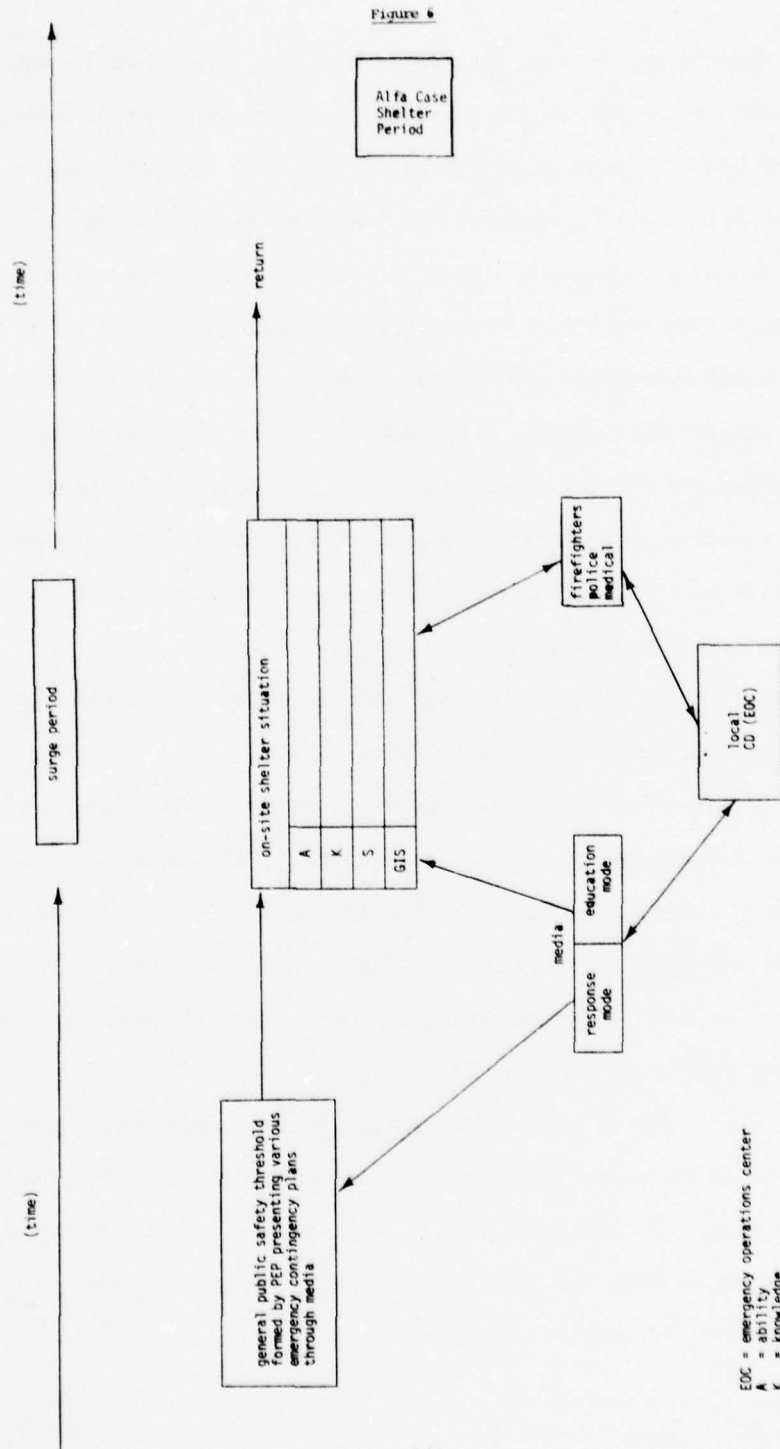 Figure 6
Alfa Case
Shelter
Period
(time)
surge period
(time)
general public safety threshold
formed by PEP presenting various
emergency contingency plans
through media
on-site shelter situation
A
K
S
GIS
return
media
response
mode
education
mode
firefighters
police
medical
local
CD (EOC)
EOC = emergency operations center
A = ability
K = knowledge